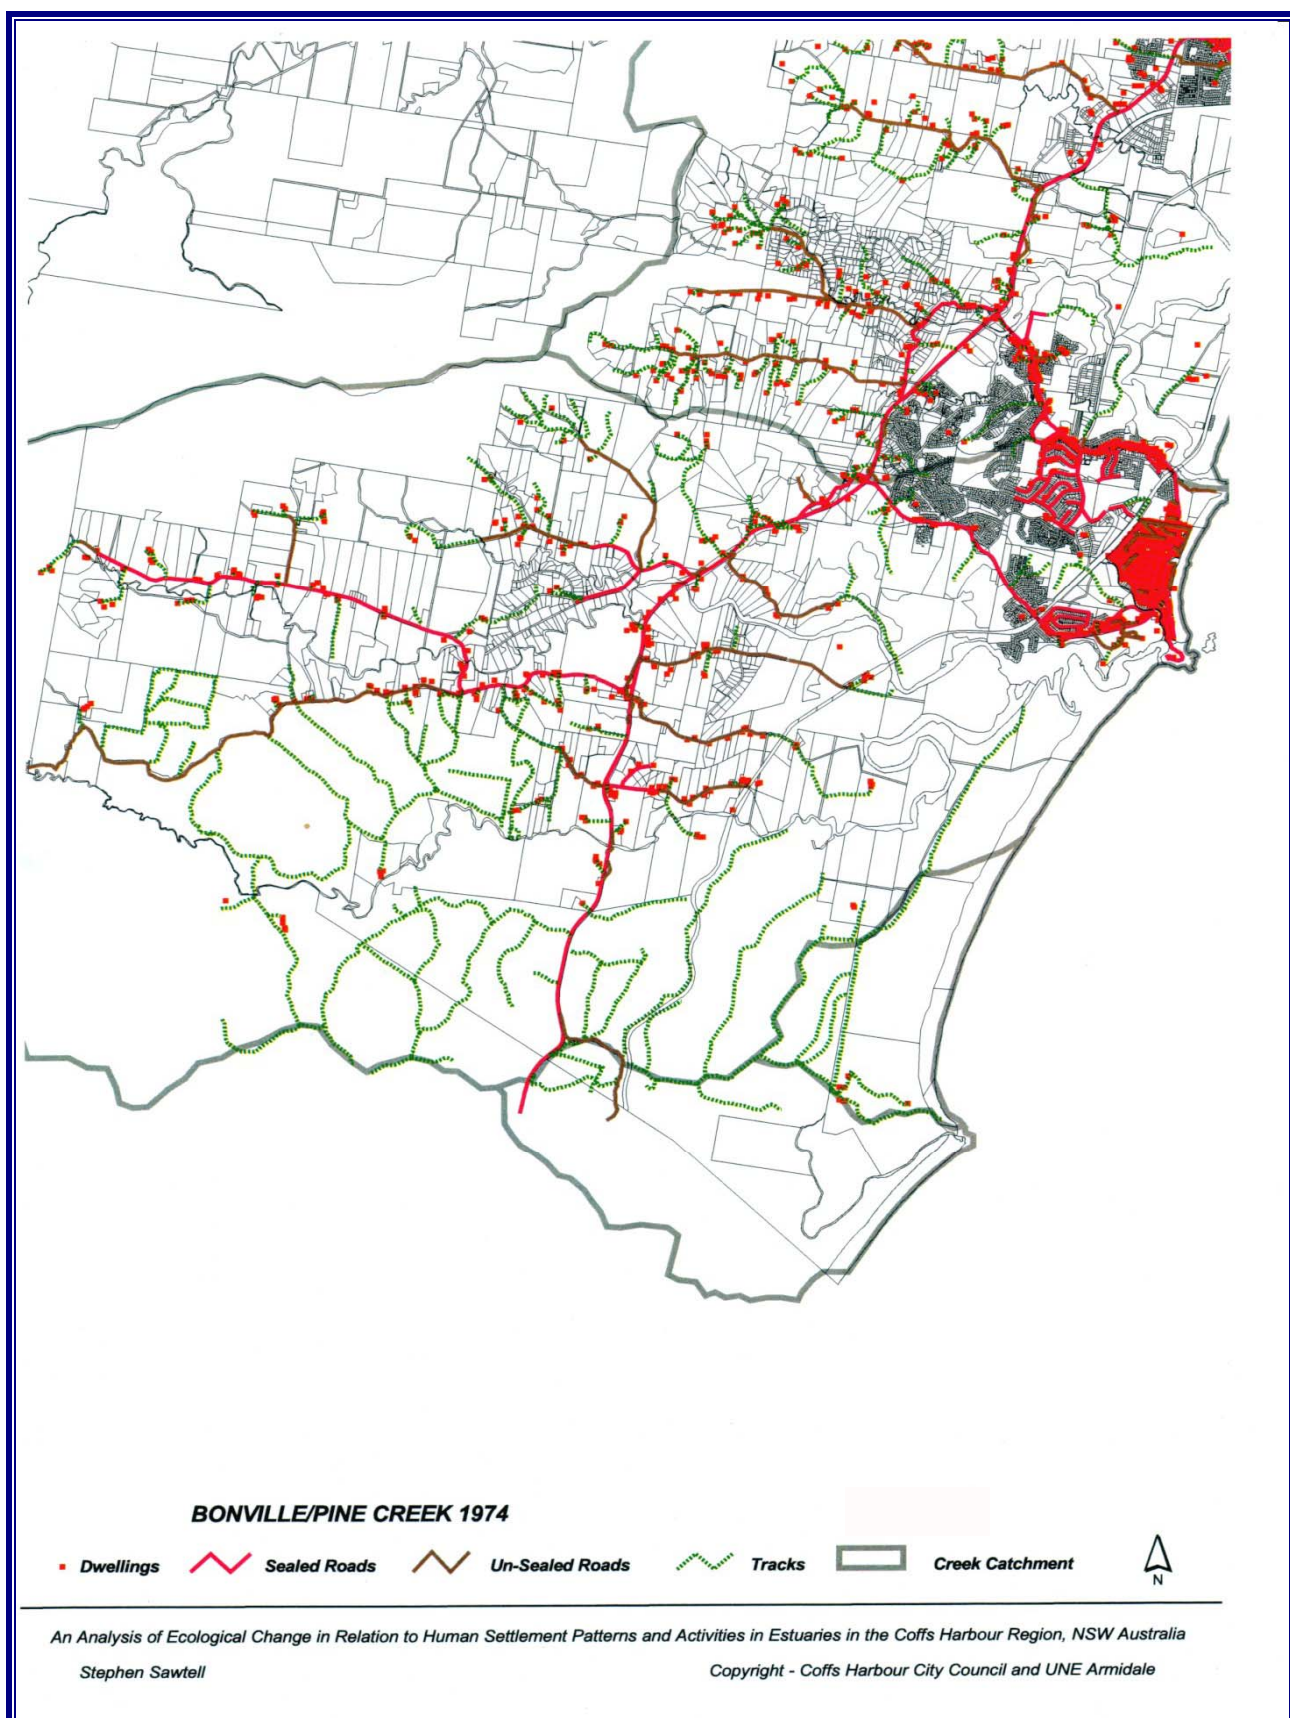 BONVILLE/PINE CREEK 1974
Dwellings Sealed Roads Un-Sealed Roads Tracks Creek Catchment N
An Analysis of Ecological Change in Relation to Human Settlement Patterns and Activities in Estuaries in the Coffs Harbour Region, NSW Australia
Stephen Sawtell Copyright - Coffs Harbour City Council and UNE Armidale